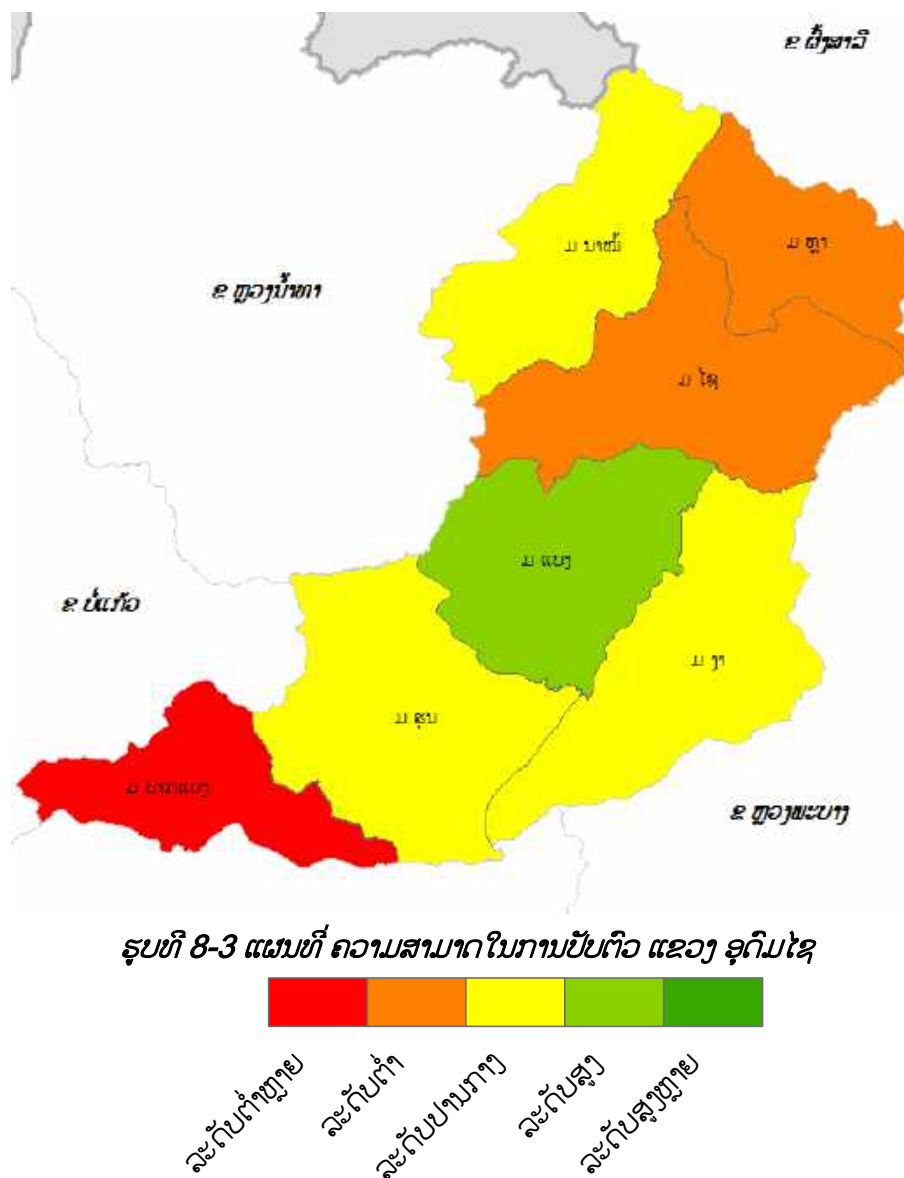 ຂ ຜົ້ງສາລີ
ມ ນາໝໍ້
ມ ຫຼາ
ຂ ຫຼວງນ້ຳທາ
ມ ໄຊ
ມ ແບງ
ຂ ບໍ່ແກ້ວ
ມ ງາ
ມ ຮຸນ
ມ ປາກແບງ
ຂ ຫຼວງພະບາງ
ຮູບທີ 8-3 ແຜນທີ່ ຄວາມສາມາດໃນການປັບຕົວ ແຂວງ ອຸດົມໄຊ
ລະດັບຕ່ຳຫຼາຍ
ລະດັບຕ່ຳ
ລະດັບປານກາງ
ລະດັບສູງ
ລະດັບສູງຫຼາຍ